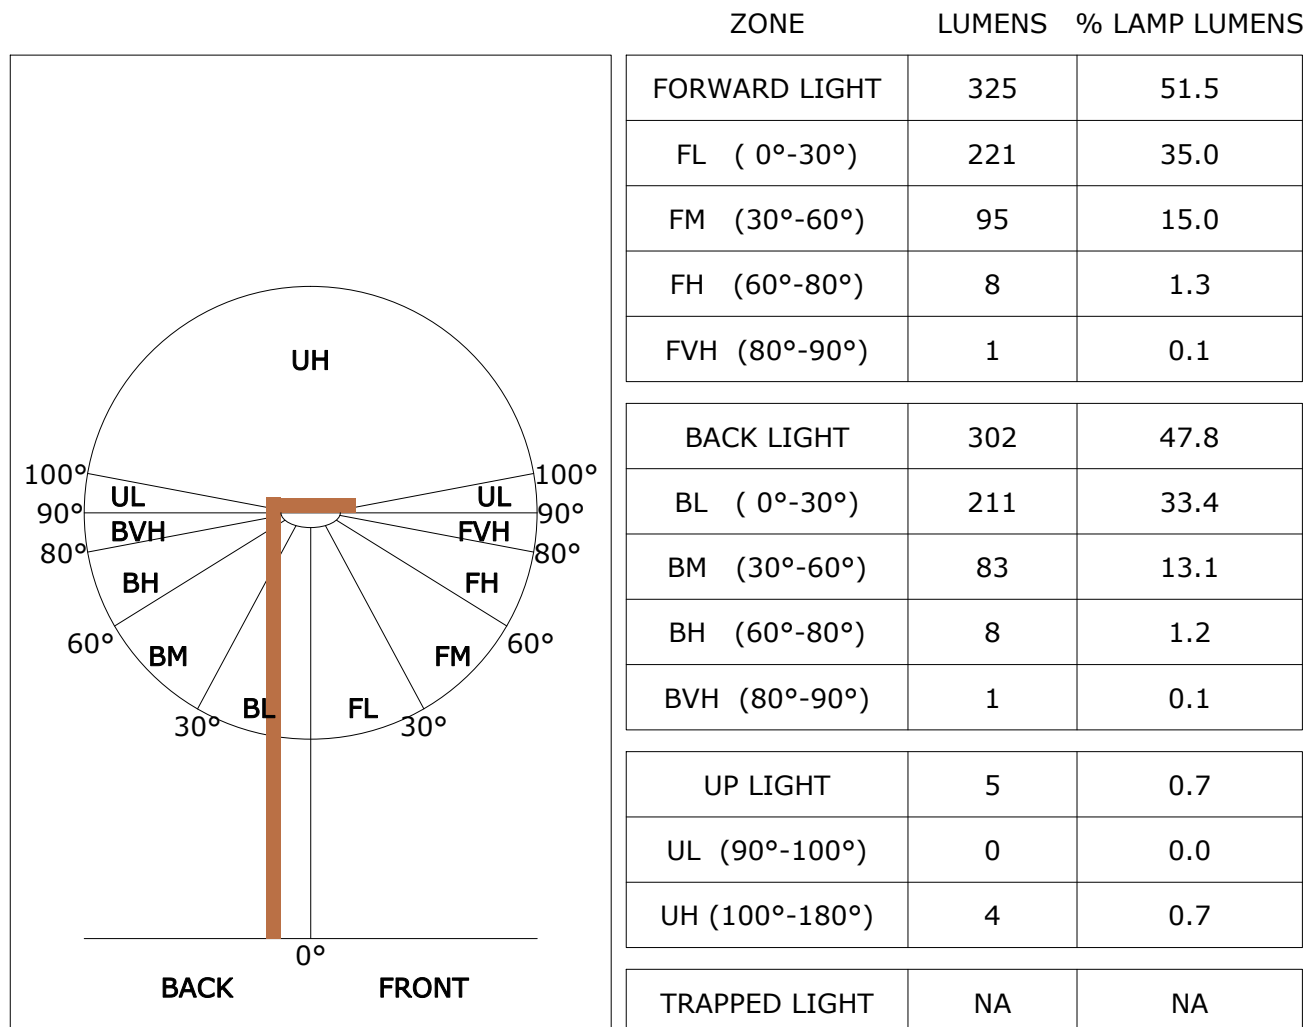 ZONE LUMENS % LAMP LUMENS
FORWARD LIGHT 325 51.5
FL ( 0°-30°) 221 35.0
FM (30°-60°) 95 15.0
FH (60°-80°) 8 1.3
FVH (80°-90°) 1 0.1
BACK LIGHT 302 47.8
BL ( 0°-30°) 211 33.4
BM (30°-60°) 83 13.1
BH (60°-80°) 8 1.2
BVH (80°-90°) 1 0.1
UP LIGHT 5 0.7
UL (90°-100°) 0 0.0
UH (100°-180°) 4 0.7
TRAPPED LIGHT NA NA
UH
100° 100°
UL UL
90° 90°
BVH FVH
80° 80°
BH FH
60° 60°
BM FM
BL FL
30° 30°
0°
BACK FRONT